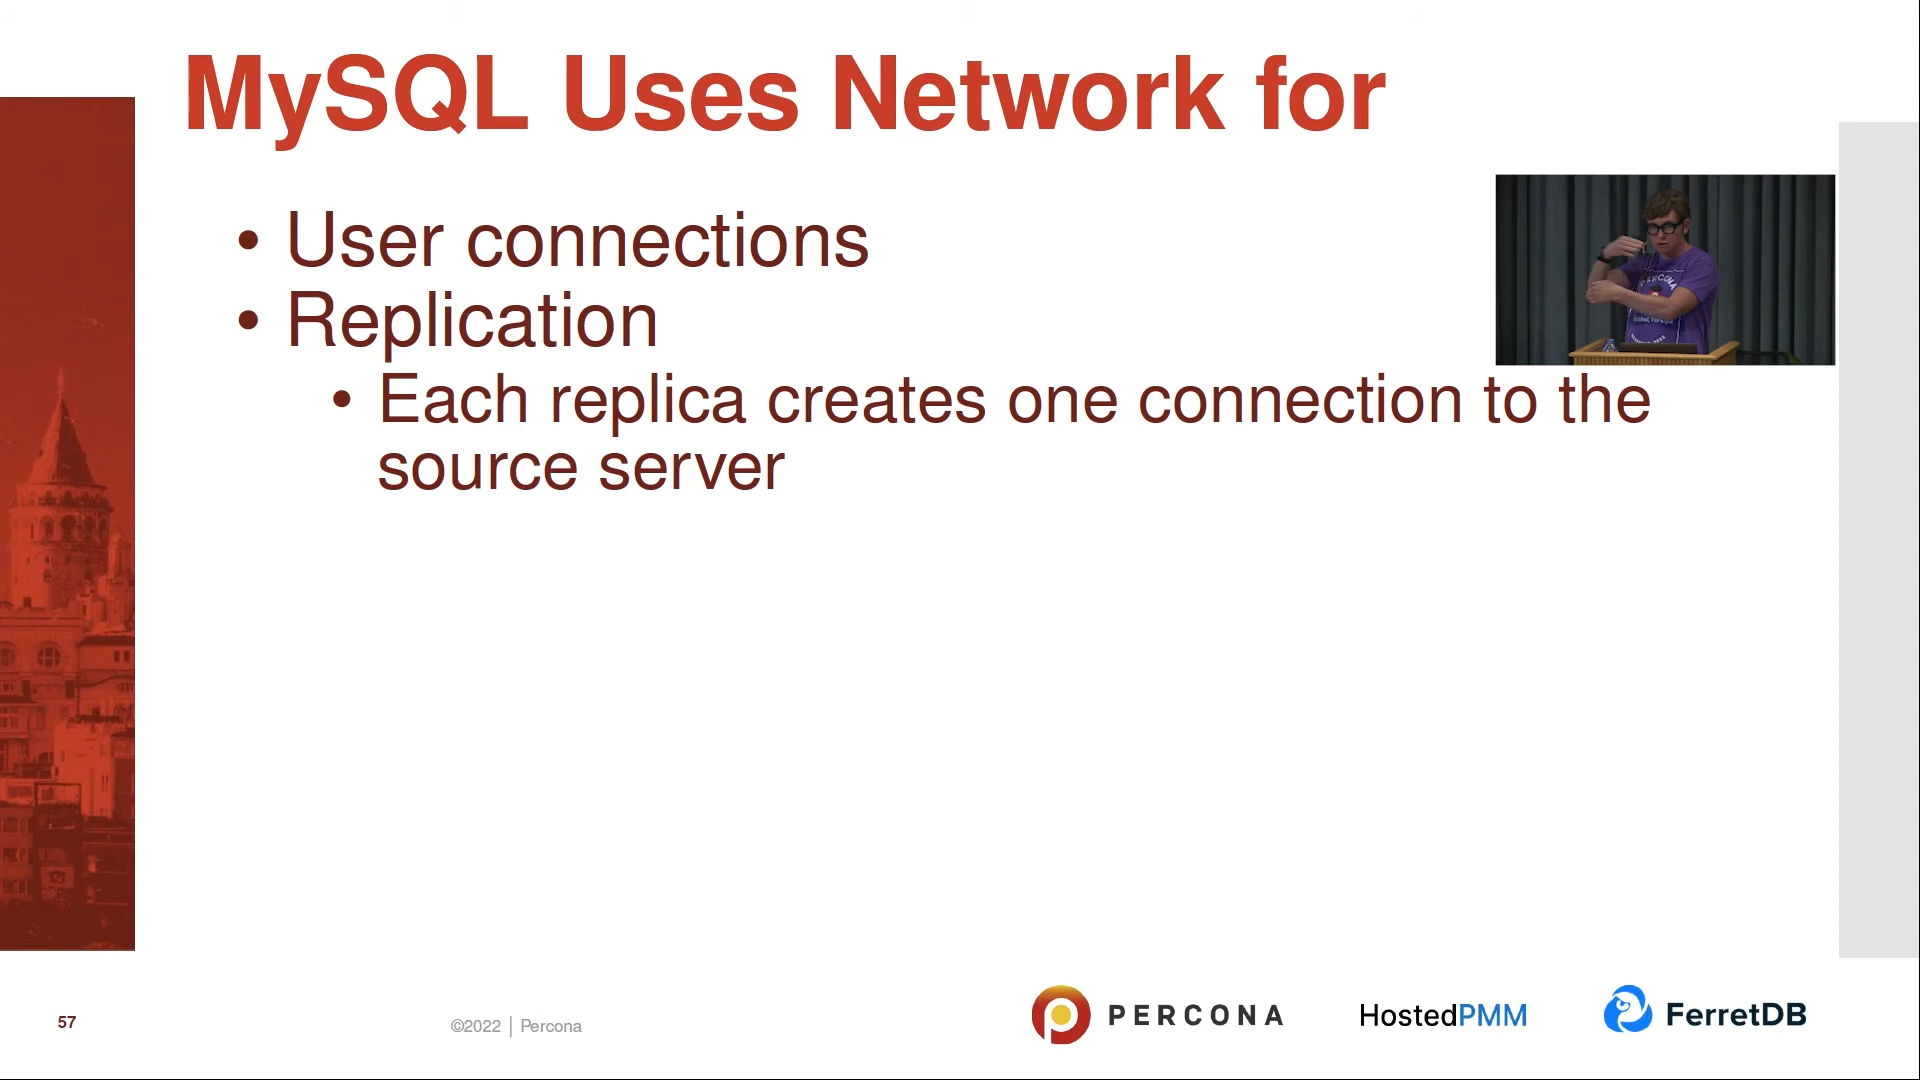 MySQL Uses Network for
• User connections
• Replication
• Each replica creates one connection to the
source server
57
©2022 | Percona
PERCONA
HostedPMM
FerretDB